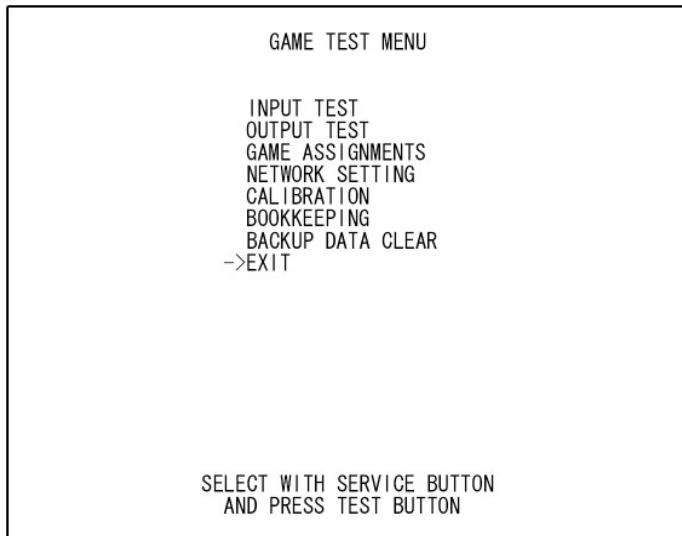 GAME TEST MENU
INPUT TEST
OUTPUT TEST
GAME ASSIGNMENTS
NETWORK SETTING
CALIBRATION
BOOKKEEPING
BACKUP DATA CLEAR
->EXIT
SELECT WITH SERVICE BUTTON
AND PRESS TEST BUTTON